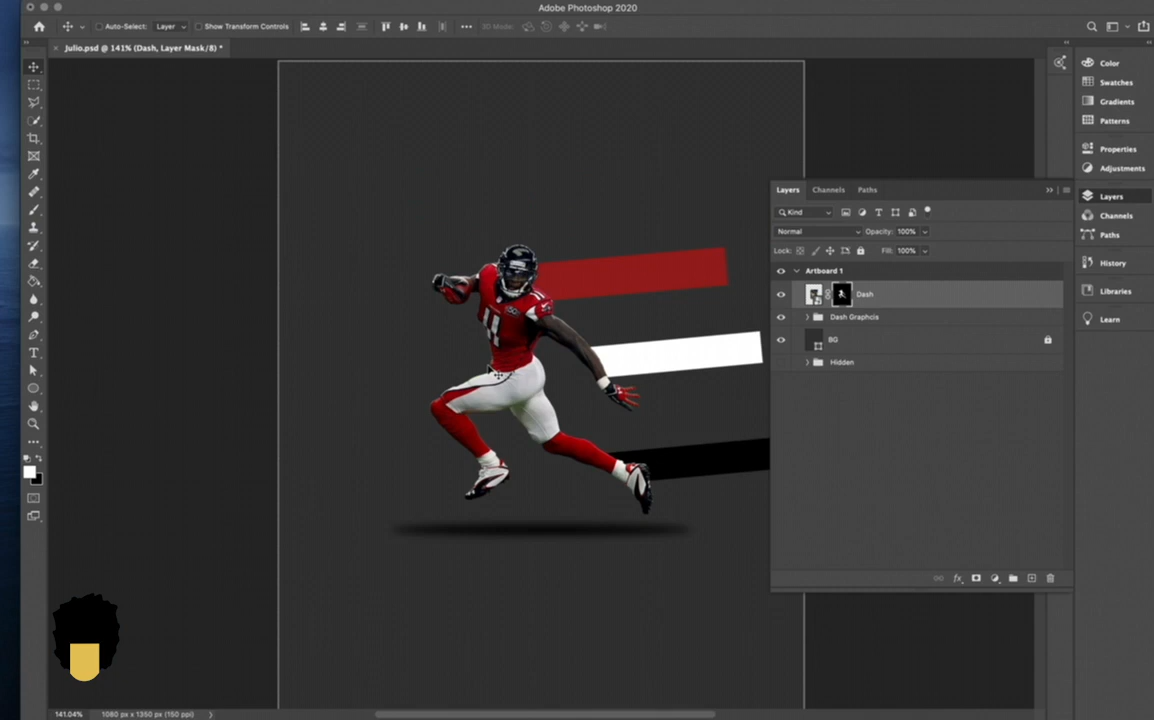 Adobe Photoshop 2020
Auto-Select: Layer Show Transform Controls 3D Mode:
Julio.psd @ 141% (Dash, Layer Mask/8) *
Color
Swatches
Gradients
Patterns
Properties
Adjustments
Layers
Channels
Paths
History
Libraries
Learn
Layers Channels Paths
Kind
Normal Opacity: 100%
Lock: Fill: 100%
Artboard 1
Dash
Dash Graphcis
BG
Hidden
fx
11
141.04% 1080 px x 1350 px (150 ppi)